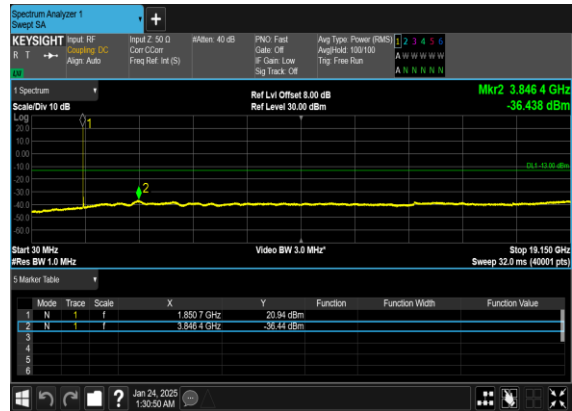 Spectrum Analyzer 1
Swept SA
+
KEYSIGHT Input: RF Input Z: 50 Ω #Atten: 40 dB PNO: Fast Avg Type: Power (RMS) 1 2 3 4 5 6
R T Coupling: DC Corr CCorr Gate: Off Avg|Hold: 100/100 A W W W W W
Align: Auto Freq Ref: Int (S) IF Gain: Low Trig: Free Run
Sig Track: Off A N N N N N
1 Spectrum Ref Lvl Offset 8.00 dB Mkr2 3.846 4 GHz
Scale/Div 10 dB Ref Level 30.00 dBm -36.438 dBm
Log
20.0
10.0
0.00
-10.0
-20.0
-30.0
-40.0
-50.0
-60.0
1
2
DL1 -13.00 dBm
Start 30 MHz Video BW 3.0 MHz* Stop 19.150 GHz
#Res BW 1.0 MHz Sweep 32.0 ms (40001 pts)
5 Marker Table
Mode Trace Scale X Y Function Function Width Function Value
1 N 1 f 1.850 7 GHz 20.94 dBm
2 N 1 f 3.846 4 GHz -36.44 dBm
3
4
5
6
? Jan 24, 2025
1:30:50 AM